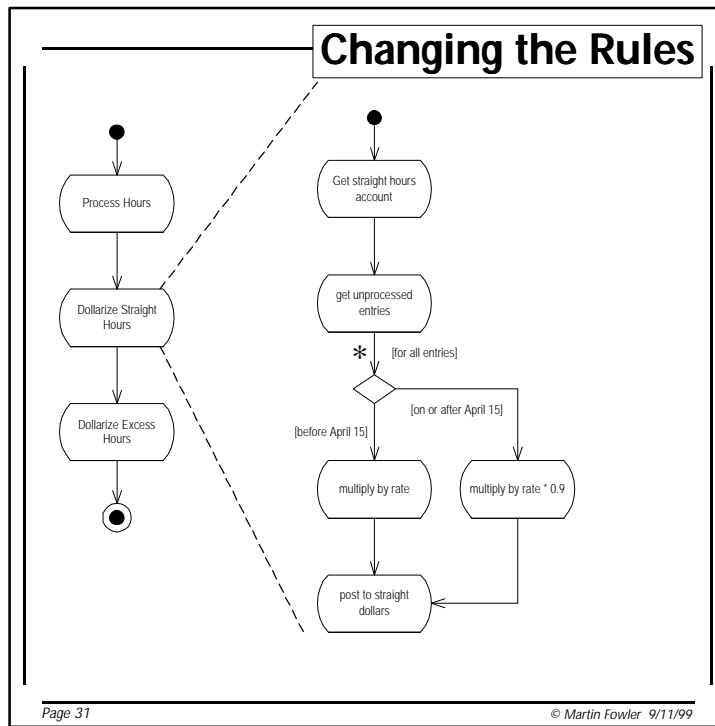 Changing the Rules
Process Hours
Dollarize Straight
Hours
Dollarize Excess
Hours
Get straight hours
account
get unprocessed
entries
* [for all entries]
[before April 15]
[on or after April 15]
multiply by rate
multiply by rate * 0.9
post to straight
dollars
Page 31
© Martin Fowler 9/11/99